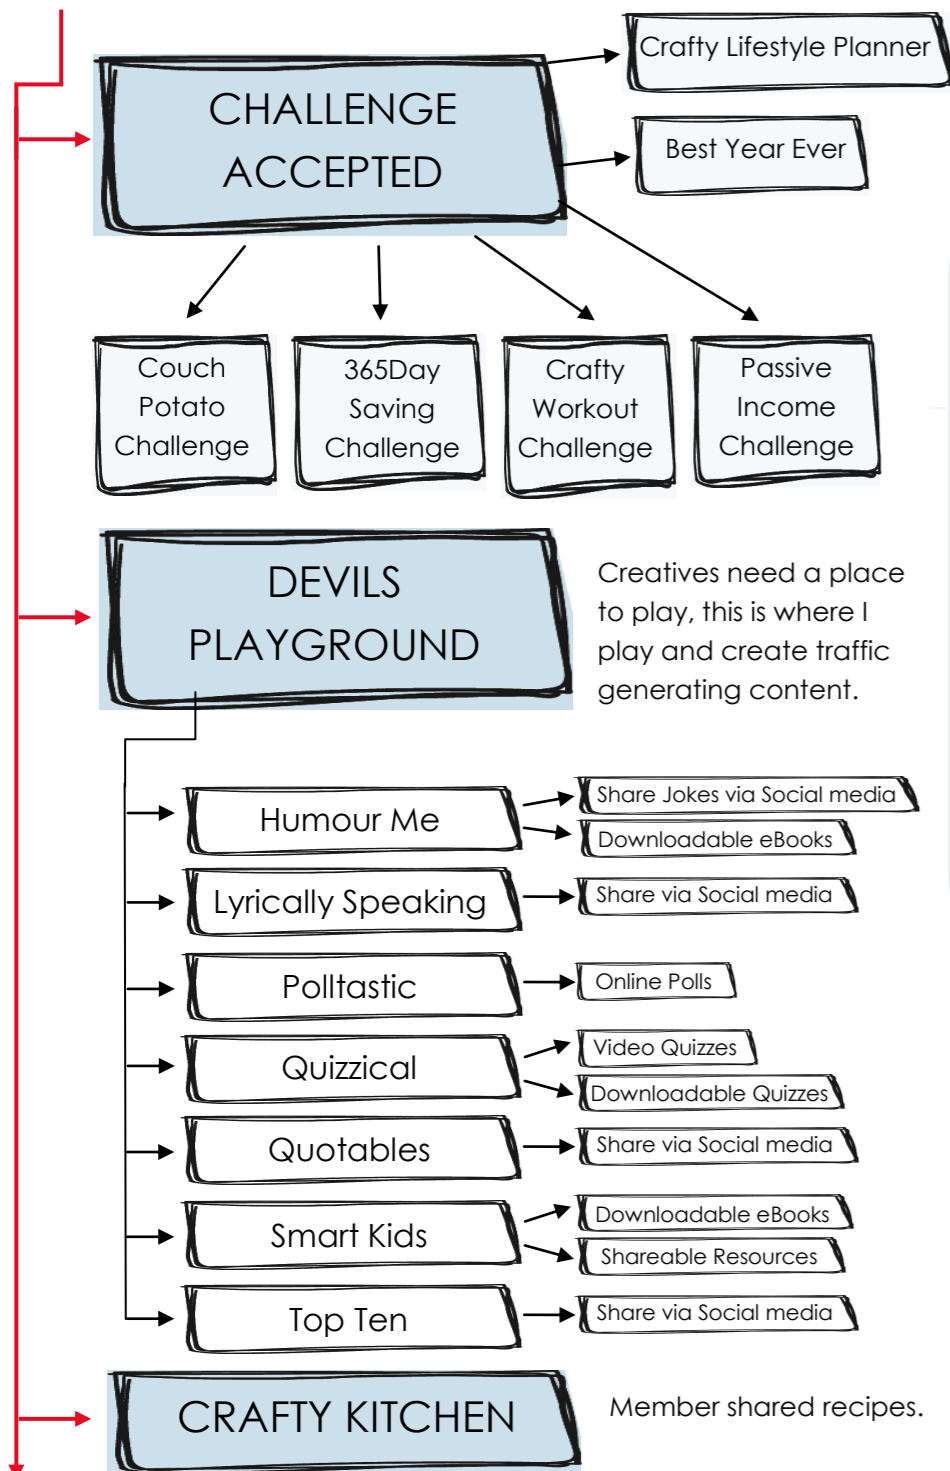 Crafty Lifestyle Planner
CHALLENGE
ACCEPTED
Best Year Ever
Couch
Potato
Challenge
365Day
Saving
Challenge
Crafty
Workout
Challenge
Passive
Income
Challenge
DEVILS
PLAYGROUND
Creatives need a place
to play, this is where I
play and create traffic
generating content.
Humour Me
Share Jokes via Social media
Downloadable eBooks
Lyrically Speaking
Share via Social media
Polltastic
Online Polls
Quizzical
Video Quizzes
Downloadable Quizzes
Quotables
Share via Social media
Smart Kids
Downloadable eBooks
Shareable Resources
Top Ten
Share via Social media
CRAFTY KITCHEN
Member shared recipes.